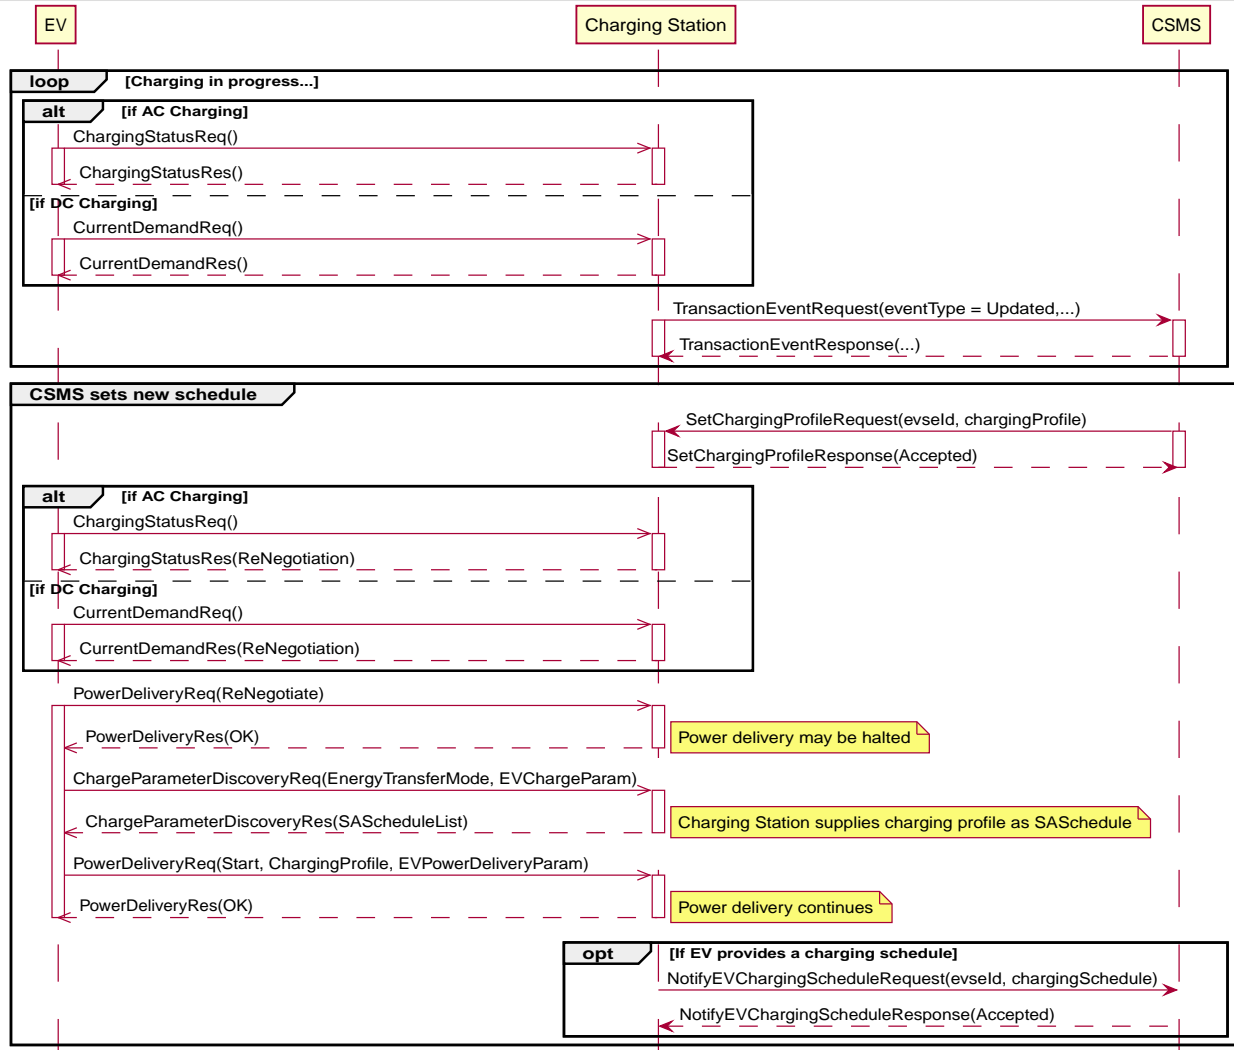 EV
Charging Station
CSMS
loop [Charging in progress...]
alt [if AC Charging]
ChargingStatusReq()
ChargingStatusRes()
[if DC Charging]
CurrentDemandReq()
CurrentDemandRes()
TransactionEventRequest(eventType = Updated,...)
TransactionEventResponse(...)
CSMS sets new schedule
SetChargingProfileRequest(evseId, chargingProfile)
SetChargingProfileResponse(Accepted)
alt [if AC Charging]
ChargingStatusReq()
ChargingStatusRes(ReNegotiation)
[if DC Charging]
CurrentDemandReq()
CurrentDemandRes(ReNegotiation)
PowerDeliveryReq(ReNegotiate)
PowerDeliveryRes(OK)
Power delivery may be halted
ChargeParameterDiscoveryReq(EnergyTransferMode, EVChargeParam)
ChargeParameterDiscoveryRes(SAScheduleList)
Charging Station supplies charging profile as SASchedule
PowerDeliveryReq(Start, ChargingProfile, EVPowerDeliveryParam)
PowerDeliveryRes(OK)
Power delivery continues
opt [If EV provides a charging schedule]
NotifyEVChargingScheduleRequest(evseId, chargingSchedule)
NotifyEVChargingScheduleResponse(Accepted)